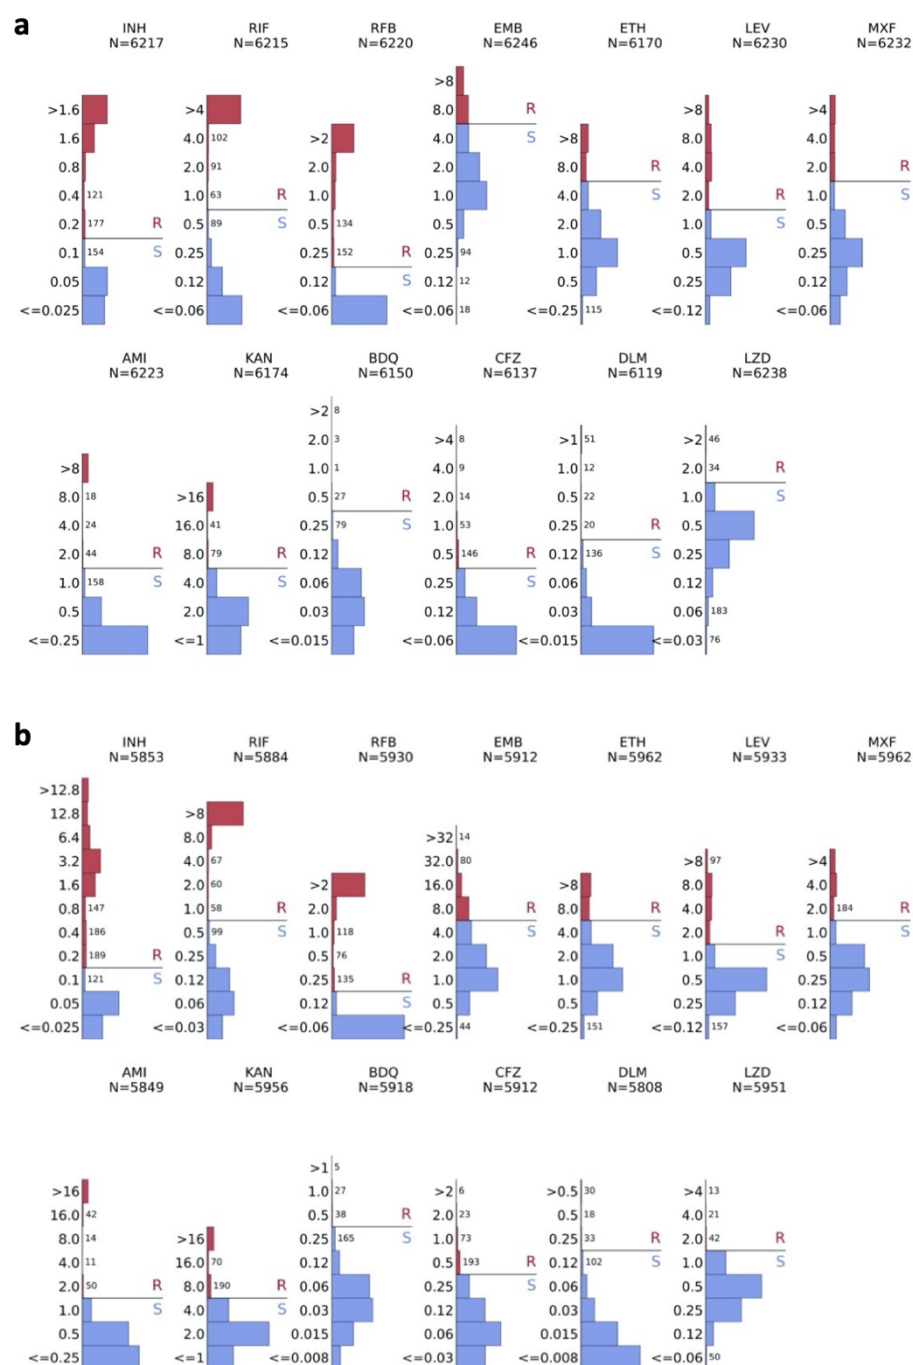 a
INH RIF RFB EMB ETH LEV MXF
N=6217 N=6215 N=6220 N=6246 N=6170 N=6230 N=6232
>8
>1.6 >4 8.0 R >8 >4
1.6 4.0 102 >2 4.0 S >8 8.0 4.0
0.8 2.0 91 2.0 2.0 8.0 R 4.0 2.0 R
0.4 121 1.0 63 R 1.0 1.0 4.0 S 2.0 R 1.0 S
0.2 177 R 0.5 89 S 0.5 134 0.5 2.0 1.0 S 0.5
0.1 154 S 0.25 0.25 152 R 0.25 94 1.0 0.5 0.25
0.05 0.12 0.12 S 0.12 12 0.5 0.25 0.12
<=0.025 <=0.06 <=0.06 <=0.06 18 <=0.25 115 <=0.12 <=0.06
AMI KAN BDQ CFZ DLM LZD
N=6223 N=6174 N=6150 N=6137 N=6119 N=6238
>2 8
2.0 3 >4 8 >1 51 >2 46
>8 1.0 1 4.0 9 1.0 12 2.0 34 R
8.0 18 >16 0.5 27 R 2.0 14 0.5 22 1.0 S
4.0 24 16.0 41 0.25 79 S 1.0 53 0.25 20 R 0.5
2.0 44 R 8.0 79 R 0.12 0.5 146 R 0.12 136 S 0.25
1.0 158 S 4.0 S 0.06 0.25 S 0.06 0.12
0.5 2.0 0.03 0.12 0.03 0.06 183
<=0.25 <=1 <=0.015 <=0.06 <=0.015 <=0.03 76
b
INH RIF RFB EMB ETH LEV MXF
N=5853 N=5884 N=5930 N=5912 N=5962 N=5933 N=5962
>12.8
12.8 >8
6.4 8.0 >32 14
3.2 4.0 67 32.0 80 >8 97 >4
1.6 2.0 60 >2 16.0 >8 8.0 4.0
0.8 147 1.0 58 R 2.0 8.0 R 8.0 R 4.0 2.0 184 R
0.4 186 0.5 99 S 1.0 118 4.0 S 4.0 S 2.0 R 1.0 S
0.2 189 R 0.25 0.5 76 2.0 2.0 1.0 S 0.5
0.1 121 S 0.12 0.25 135 R 1.0 1.0 0.5 0.25
0.05 0.06 0.12 S 0.5 0.5 0.25 0.12
<=0.025 <=0.03 <=0.06 <=0.25 44 <=0.25 151 <=0.12 157 <=0.06
AMI KAN BDQ CFZ DLM LZD
N=5849 N=5956 N=5918 N=5912 N=5808 N=5951
>1 5
>16 1.0 27 >2 6 >0.5 30 >4 13
16.0 42 0.5 38 R 2.0 23 0.5 18 4.0 21
8.0 14 >16 0.25 165 S 1.0 73 0.25 33 R 2.0 42 R
4.0 11 16.0 70 0.12 0.5 193 R 0.12 102 S 1.0 S
2.0 50 R 8.0 190 R 0.06 0.25 S 0.06 0.5
1.0 S 4.0 S 0.03 0.12 0.03 0.25
0.5 2.0 0.015 0.06 0.015 0.12
<=0.25 <=1 <=0.008 <=0.03 <=0.008 <=0.06 50